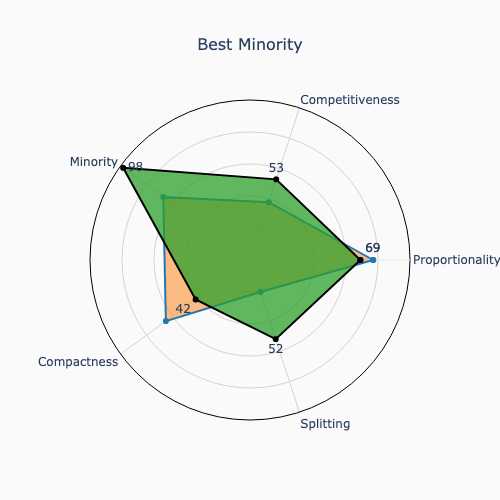 Best Minority
Competitiveness
Minority
98
53
69
Proportionality
42
Compactness
52
Splitting